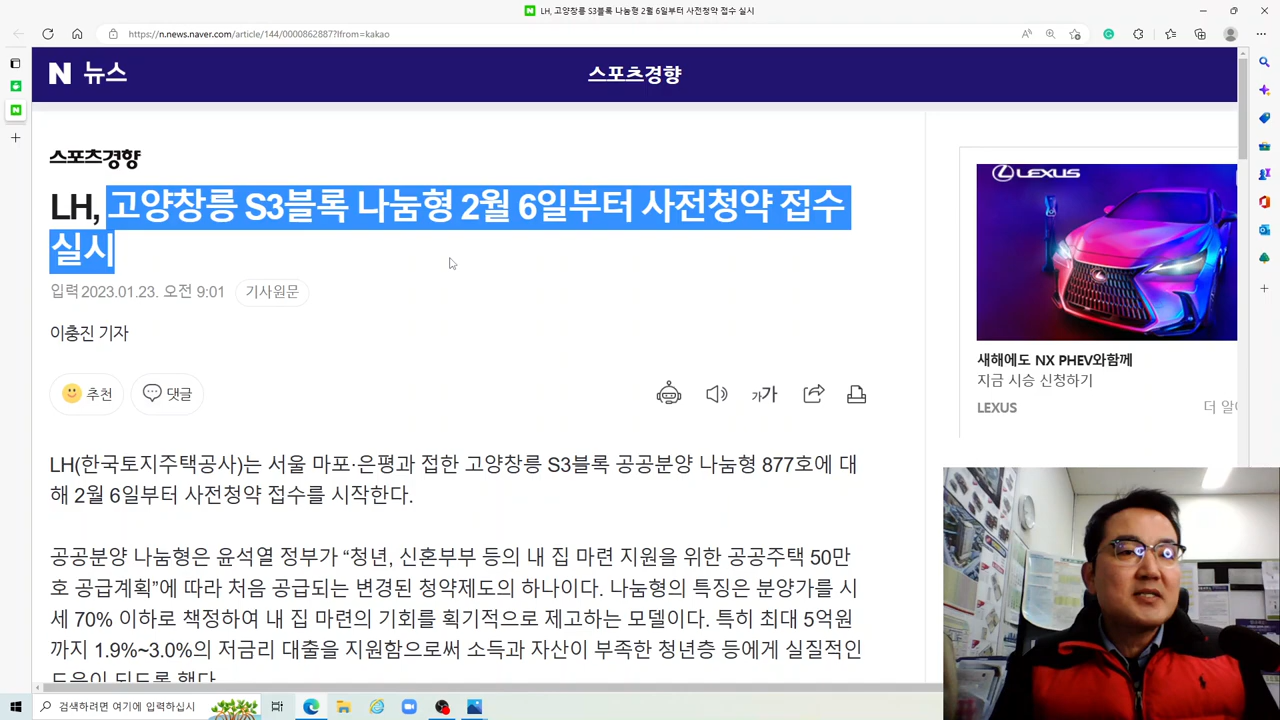 LH, 고양창릉 S3블록 나눔형 2월 6일부터 사전청약 접수 실시
https://n.news.naver.com/article/144/0000862887?lfrom=kakao
N 뉴스
스포츠경향
스포츠경향
LH, 고양창릉 S3블록 나눔형 2월 6일부터 사전청약 접수
실시
입력2023.01.23. 오전 9:01 기사원문
이충진 기자
추천 댓글
가가
LH(한국토지주택공사)는 서울 마포·은평과 접한 고양창릉 S3블록 공공분양 나눔형 877호에 대
해 2월 6일부터 사전청약 접수를 시작한다.
공공분양 나눔형은 윤석열 정부가 “청년, 신혼부부 등의 내 집 마련 지원을 위한 공공주택 50만
호 공급계획”에 따라 처음 공급되는 변경된 청약제도의 하나이다. 나눔형의 특징은 분양가를 시
세 70% 이하로 책정하여 내 집 마련의 기회를 획기적으로 제고하는 모델이다. 특히 최대 5억원
까지 1.9%~3.0%의 저금리 대출을 지원함으로써 소득과 자산이 부족한 청년층 등에게 실질적인
도움이 되도록 했다
LEXUS
새해에도 NX PHEV와함께
지금 시승 신청하기
LEXUS
더 알
검색하려면 여기에 입력하십시